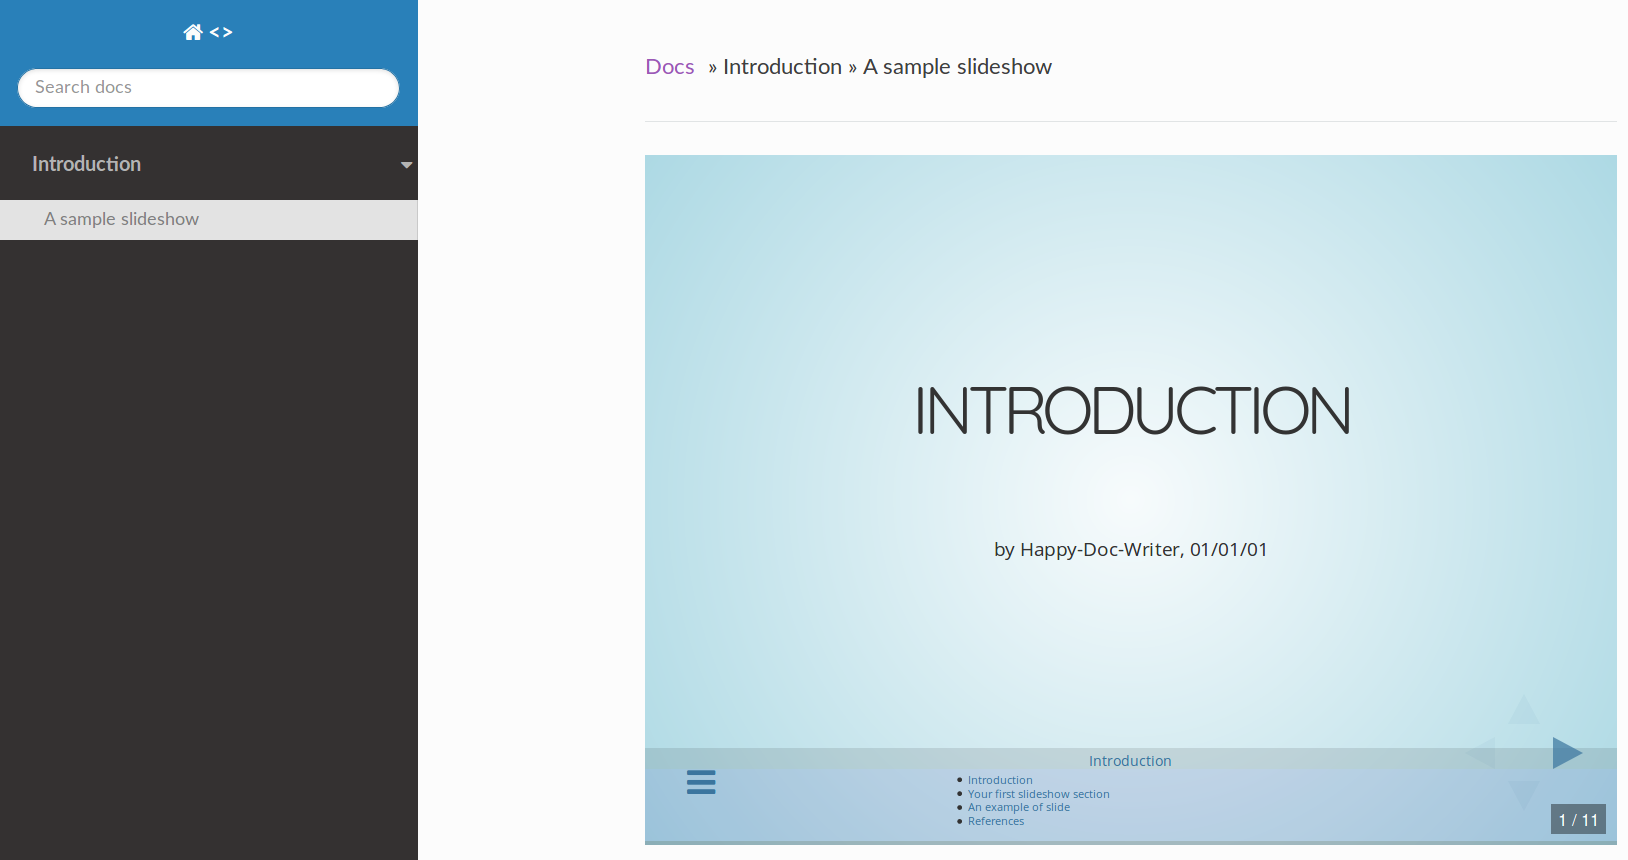 < >
Search docs
Introduction
A sample slideshow
Docs » Introduction » A sample slideshow
INTRODUCTION
by Happy-Doc-Writer, 01/01/01
Introduction
Introduction
Your first slideshow section
An example of slide
References
1 / 11